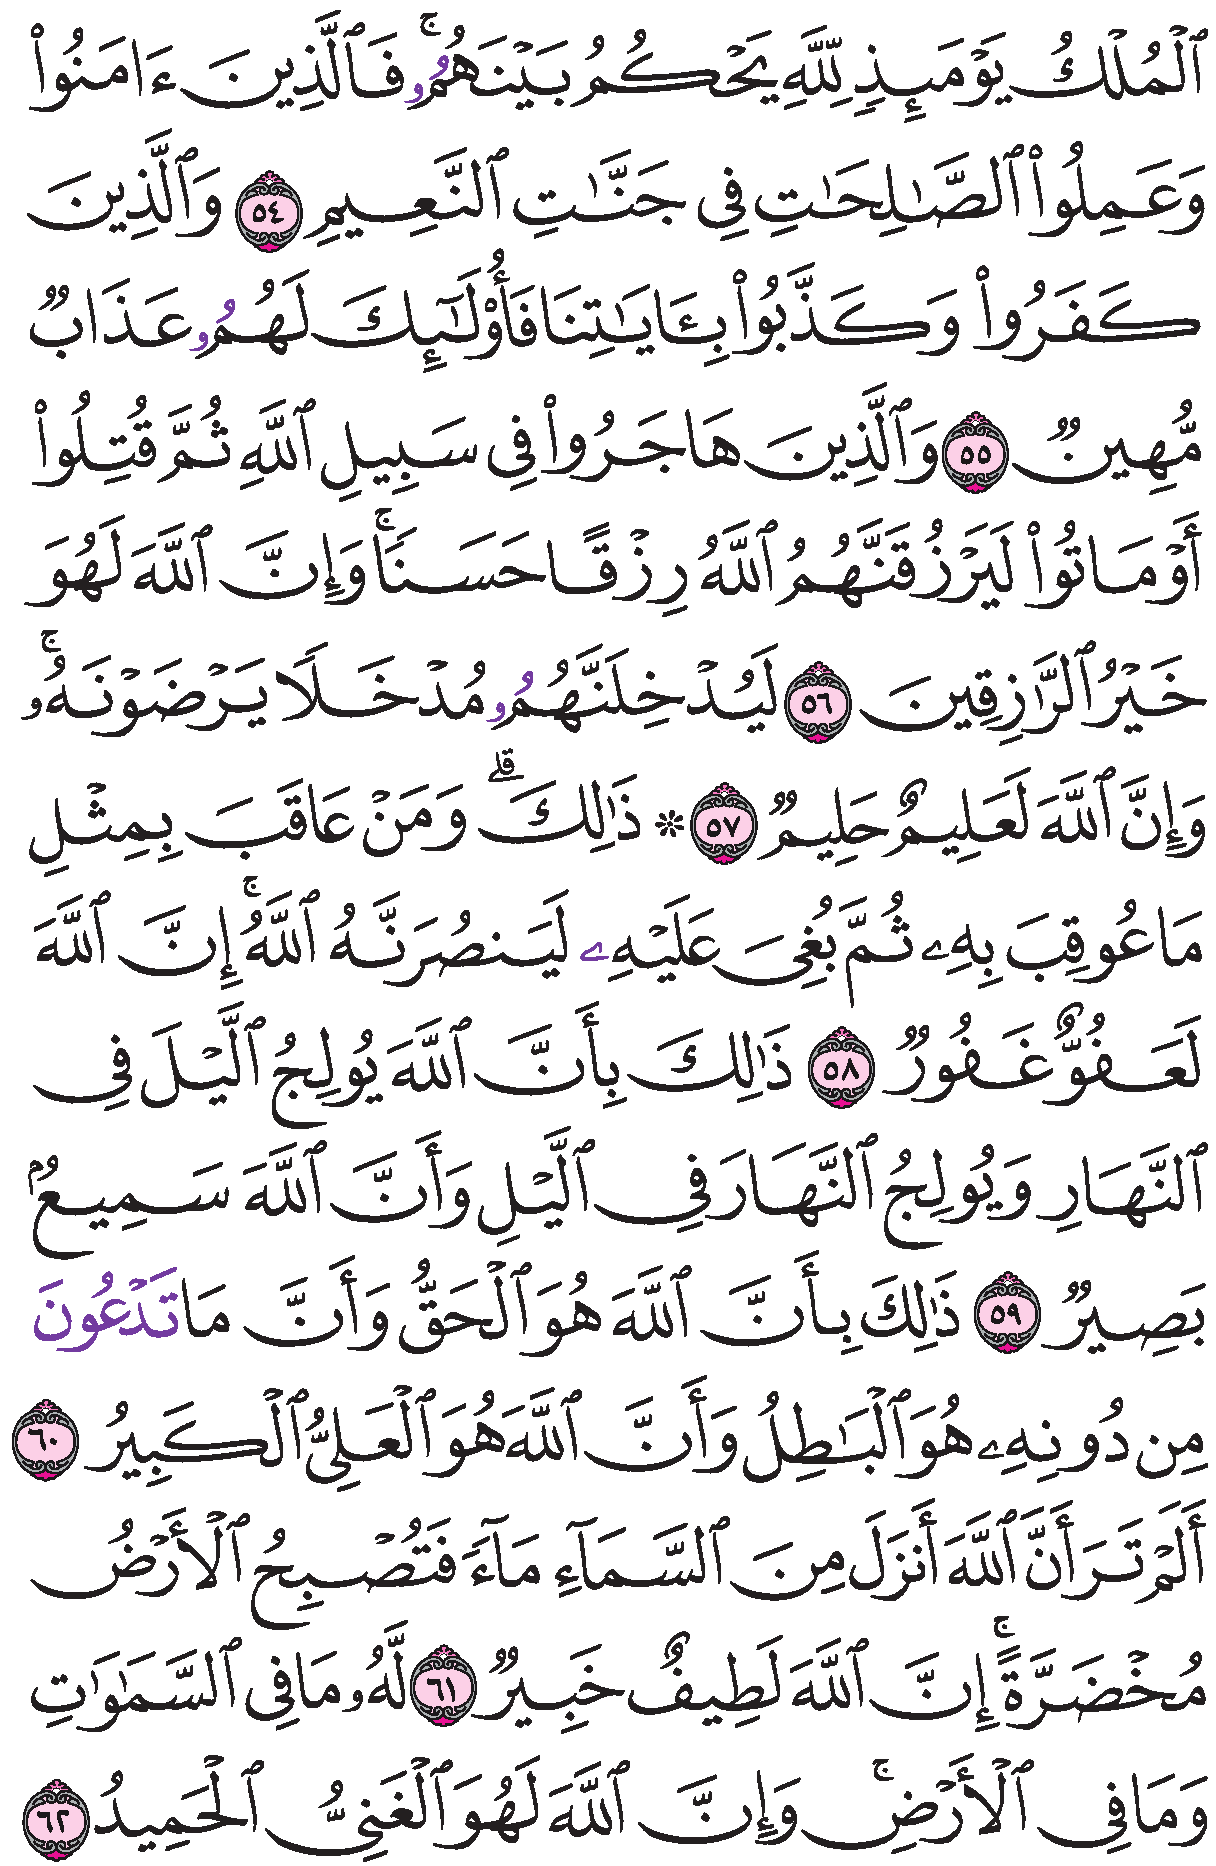 ٱلْمُلْكُ يَوْمَئِذٍ لِّلَّهِ يَحْكُمُ بَيْنَهُمُۥۚ فَٱلَّذِينَ ءَامَنُوا۟
وَعَمِلُوا۟ ٱلصَّـٰلِحَـٰتِ فِى جَنَّـٰتِ ٱلنَّعِيمِ ٥٤ وَٱلَّذِينَ
كَفَرُوا۟ وَكَذَّبُوا۟ بِـَٔايَـٰتِنَا فَأُو۟لَـٰٓئِكَ لَهُمُۥ عَذَابٌ
مُّهِينٌ ٥٥ وَٱلَّذِينَ هَاجَرُوا۟ فِى سَبِيلِ ٱللَّهِ ثُمَّ قُتِلُوا۟
أَوْ مَاتُوا۟ لَيَرْزُقَنَّهُمُ ٱللَّهُ رِزْقًا حَسَنًاۚ وَإِنَّ ٱللَّهَ لَهُوَ
خَيْرُ ٱلرَّٰزِقِينَ ٥٦ لَيُدْخِلَنَّهُمُۥ مُدْخَلًا يَرْضَوْنَهُۥۚ
وَإِنَّ ٱللَّهَ لَعَلِيمٌ حَلِيمٌ ٥٧ ۞ ذَٰلِكَۖ وَمَنْ عَاقَبَ بِمِثْلِ
مَا عُوقِبَ بِهِۦ ثُمَّ بُغِىَ عَلَيْهِۦ لَيَنصُرَنَّهُ ٱللَّهُۚ إِنَّ ٱللَّهَ
لَعَفُوٌّ غَفُورٌ ٥٨ ذَٰلِكَ بِأَنَّ ٱللَّهَ يُولِجُ ٱلَّيْلَ فِى
ٱلنَّهَارِ وَيُولِجُ ٱلنَّهَارَ فِى ٱلَّيْلِ وَأَنَّ ٱللَّهَ سَمِيعٌۢ
بَصِيرٌ ٥٩ ذَٰلِكَ بِأَنَّ ٱللَّهَ هُوَ ٱلْحَقُّ وَأَنَّ مَا تَدْعُونَ
مِن دُونِهِۦ هُوَ ٱلْبَـٰطِلُ وَأَنَّ ٱللَّهَ هُوَ ٱلْعَلِىُّ ٱلْكَبِيرُ ٦٠
أَلَمْ تَرَ أَنَّ ٱللَّهَ أَنزَلَ مِنَ ٱلسَّمَآءِ مَآءً فَتُصْبِحُ ٱلْأَرْضُ
مُخْضَرَّةًۚ إِنَّ ٱللَّهَ لَطِيفٌ خَبِيرٌ ٦١ لَّهُۥ مَا فِى ٱلسَّمَـٰوَٰتِ
وَمَا فِى ٱلْأَرْضِۚ وَإِنَّ ٱللَّهَ لَهُوَ ٱلْغَنِىُّ ٱلْحَمِيدُ ٦٢